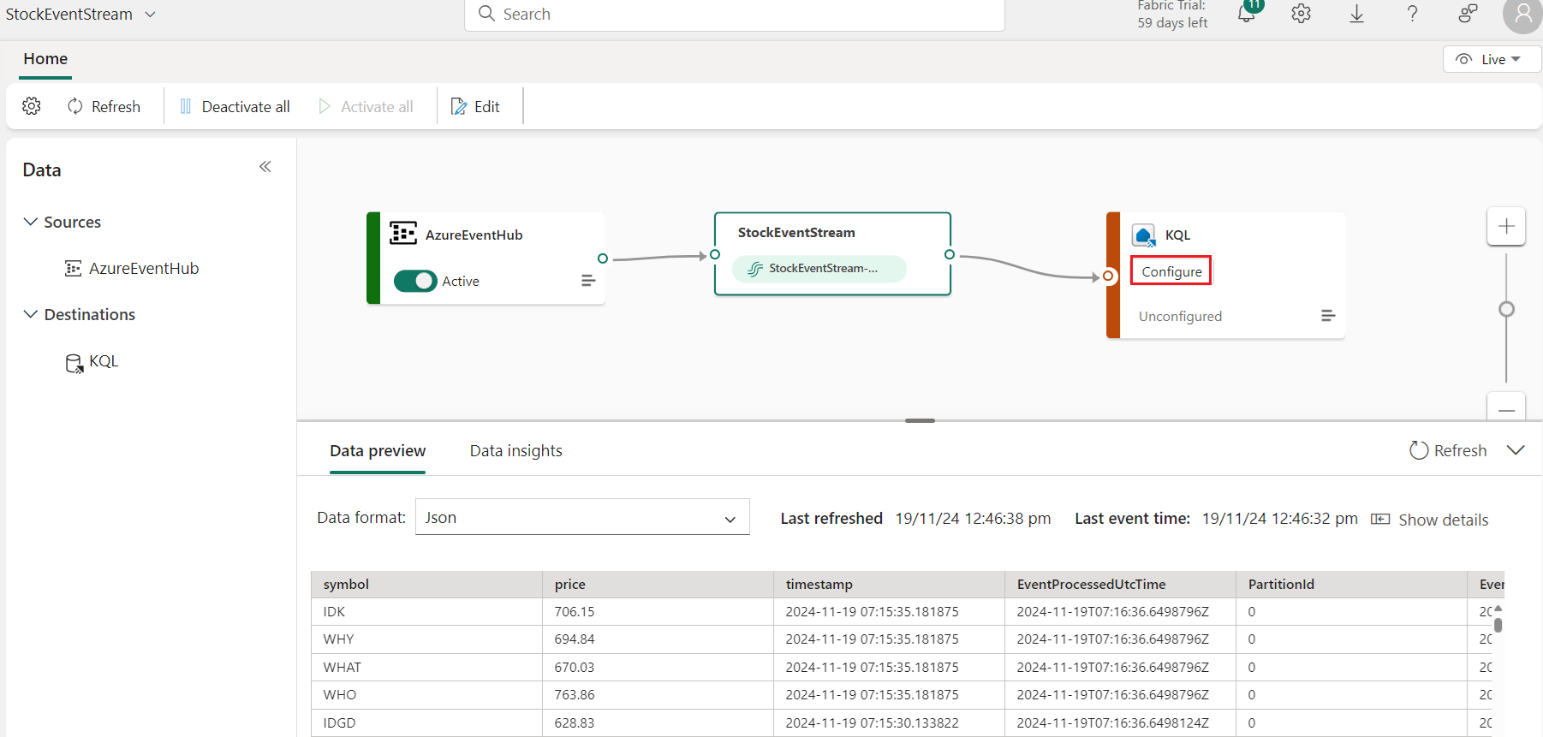 StockEventStream
Search
Fabric Trial:
59 days left
11
Home
Live
Refresh
Deactivate all
Activate all
Edit
Data
Sources
AzureEventHub
Destinations
KQL
AzureEventHub
Active
StockEventStream
StockEventStream-...
KQL
Configure
Unconfigured
Data preview
Data insights
Refresh
Data format: Json
Last refreshed 19/11/24 12:46:38 pm Last event time: 19/11/24 12:46:32 pm Show details
symbol price timestamp EventProcessedUtcTime PartitionId
IDK 706.15 2024-11-19 07:15:35.181875 2024-11-19T07:16:36.6498796Z 0
WHY 694.84 2024-11-19 07:15:35.181875 2024-11-19T07:16:36.6498796Z 0
WHAT 670.03 2024-11-19 07:15:35.181875 2024-11-19T07:16:36.6498796Z 0
WHO 763.86 2024-11-19 07:15:35.181875 2024-11-19T07:16:36.6498796Z 0
IDGD 628.83 2024-11-19 07:15:30.133822 2024-11-19T07:16:36.6498124Z 0